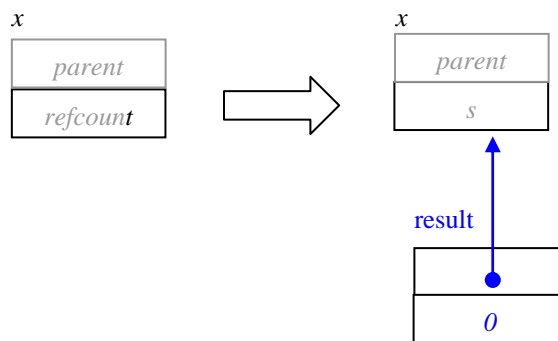 x
parent
refcount
x
parent
s
result
0